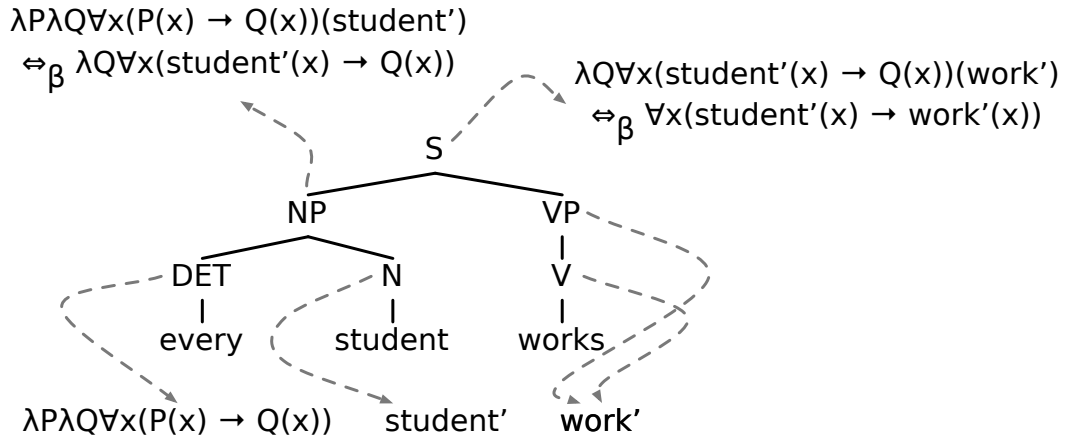 λPλQ∀x(P(x) → Q(x))(student’)
⇔β λQ∀x(student’(x) → Q(x))
λQ∀x(student’(x) → Q(x))(work’)
⇔β ∀x(student’(x) → work’(x))
S
NP VP
DET N V
every student works
λPλQ∀x(P(x) → Q(x)) student’ work’